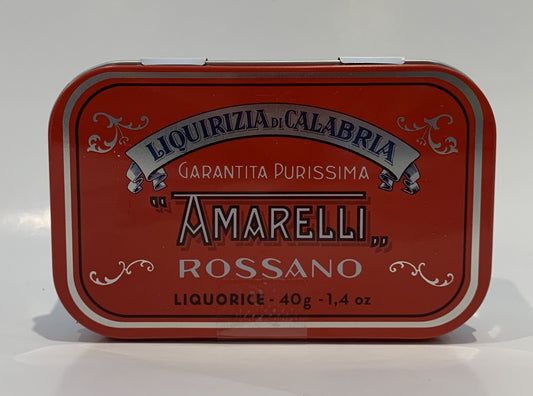 LIQUIRIZIA DI CALABRIA
GARANTITA PURISSIMA
"AMARELLI„
ROSSANO
LIQUORICE - 40g - 1,4 oz